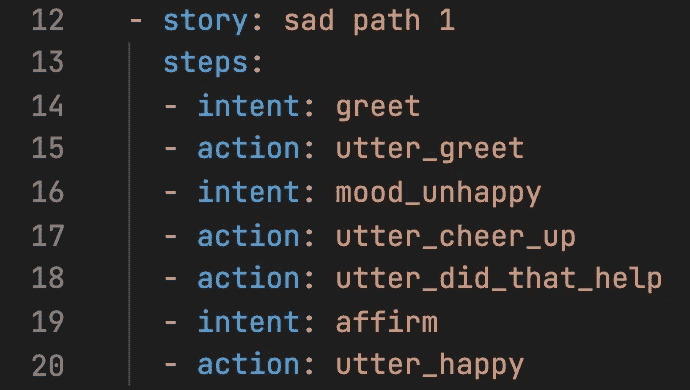 12 - story: sad path 1
13 steps:
14 - intent: greet
15 - action: utter_greet
16 - intent: mood_unhappy
17 - action: utter_cheer_up
18 - action: utter_did_that_help
19 - intent: affirm
20 - action: utter_happy